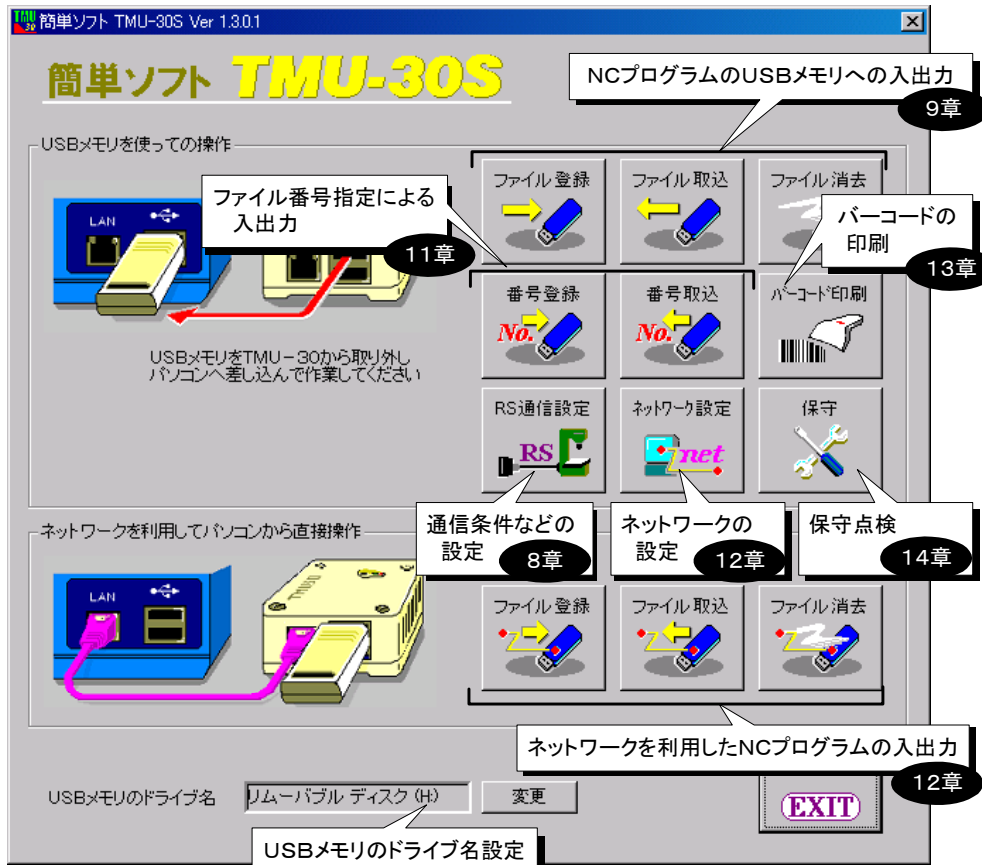 簡単ソフト TMU-30S Ver 1.3.0.1
簡単ソフト TMU-30S
NCプログラムのUSBメモリへの入出力
9章
USBメモリを使っての操作
ファイル登録
ファイル取込
ファイル消去
LAN
ファイル番号指定による
入出力
11章
バーコードの
印刷
13章
番号登録
No.
番号取込
No.
バーコード印刷
USBメモリをTMU-30から取り外し
パソコンへ差し込んで作業してください
RS通信設定
RS
ネットワーク設定
net
保守
通信条件などの
設定
8章
ネットワークの
設定
12章
保守点検
14章
ネットワークを利用してパソコンから直接操作
LAN
ファイル登録
ファイル取込
ファイル消去
ネットワークを利用したNCプログラムの入出力
12章
USBメモリのドライブ名
リムーバブル ディスク (H:)
変更
EXIT
USBメモリのドライブ名設定